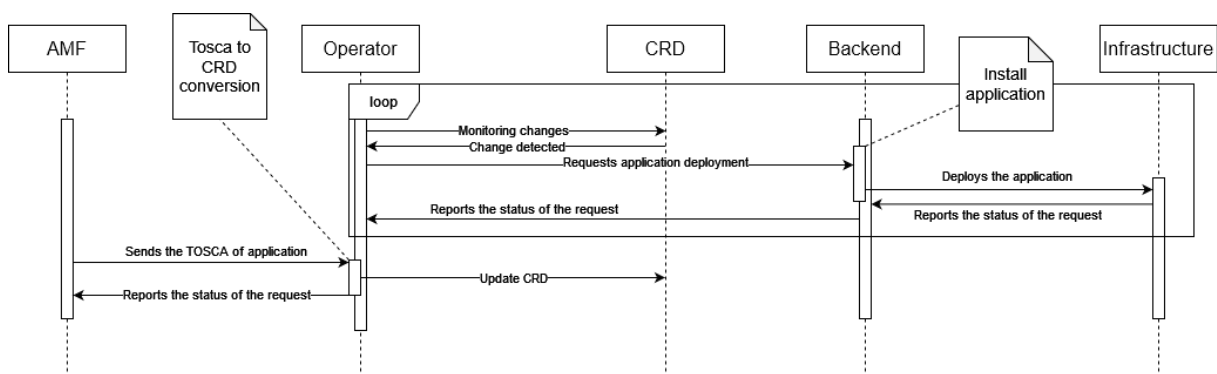 AMF
Tosca to
CRD
conversion
Operator
CRD
Backend
Install
application
Infrastructure
loop
Monitoring changes
Change detected
Requests application deployment
Deploys the application
Reports the status of the request
Reports the status of the request
Sends the TOSCA of application
Update CRD
Reports the status of the request